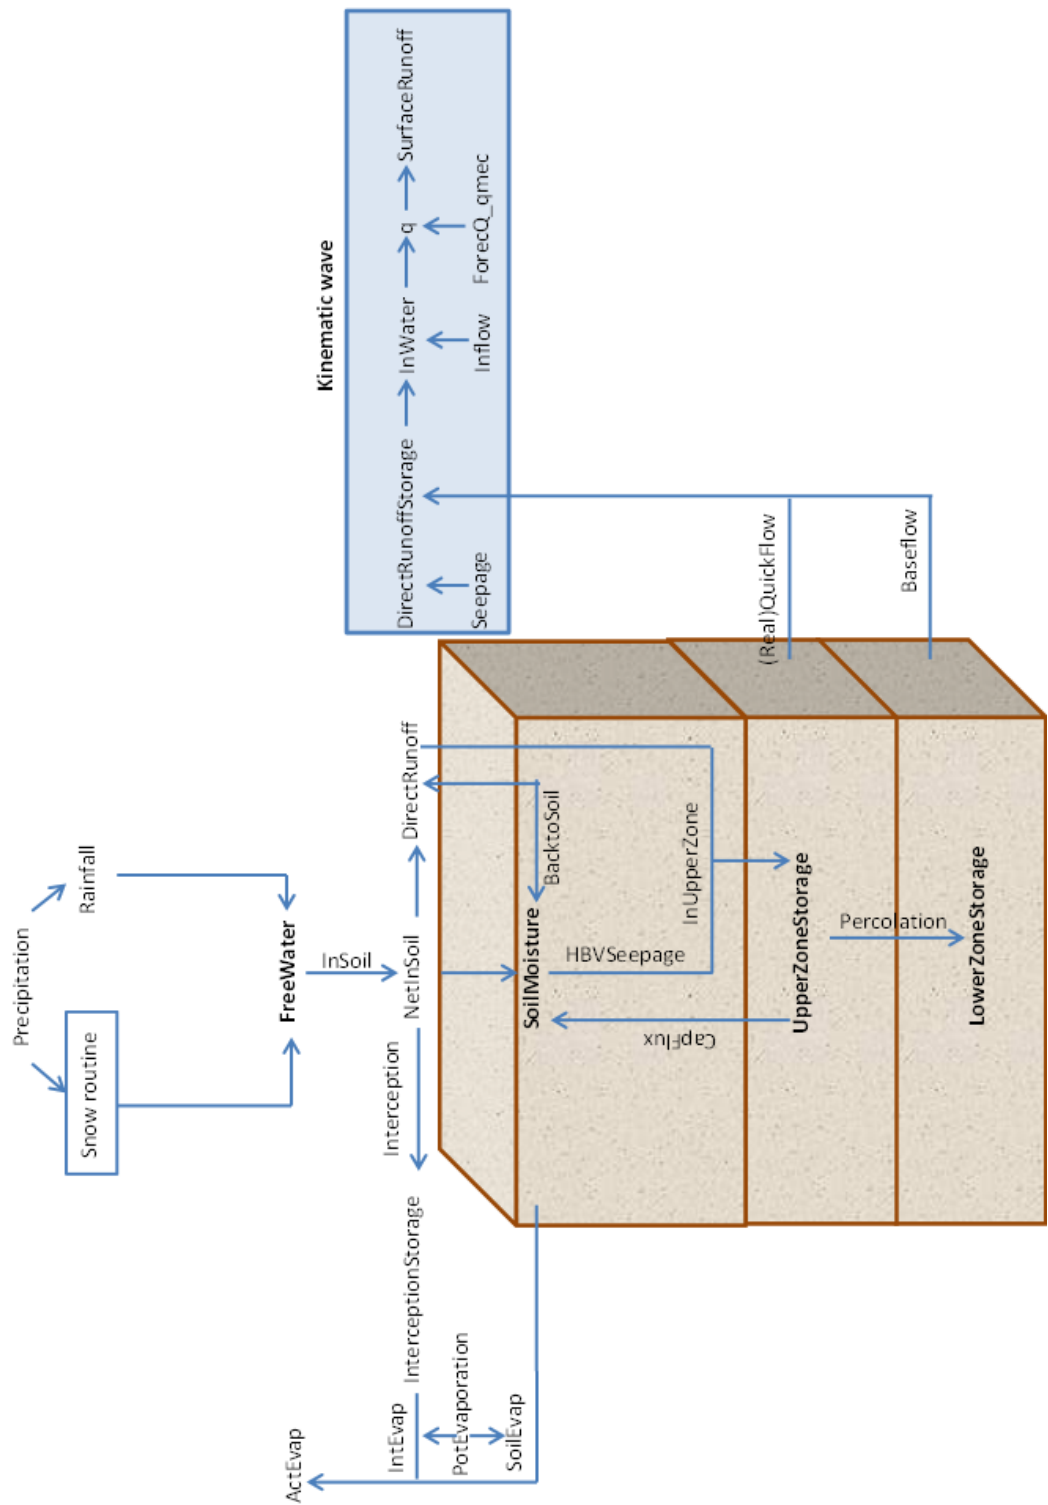 Precipitation
Snow routine
Rainfall
FreeWater
InSoil
ActEvap
IntEvap
InterceptionStorage
Interception
NetInSoil
DirectRunoff
PotEvaporation
SoilEvap
SoilMoisture
BacktoSoil
HBVSeepage
CapFlux
InUpperZone
UpperZoneStorage
Percolation
LowerZoneStorage
Kinematic wave
DirectRunoffStorage
InWater
q
SurfaceRunoff
Seepage
Inflow
ForecQ_qmec
(Real)QuickFlow
Baseflow